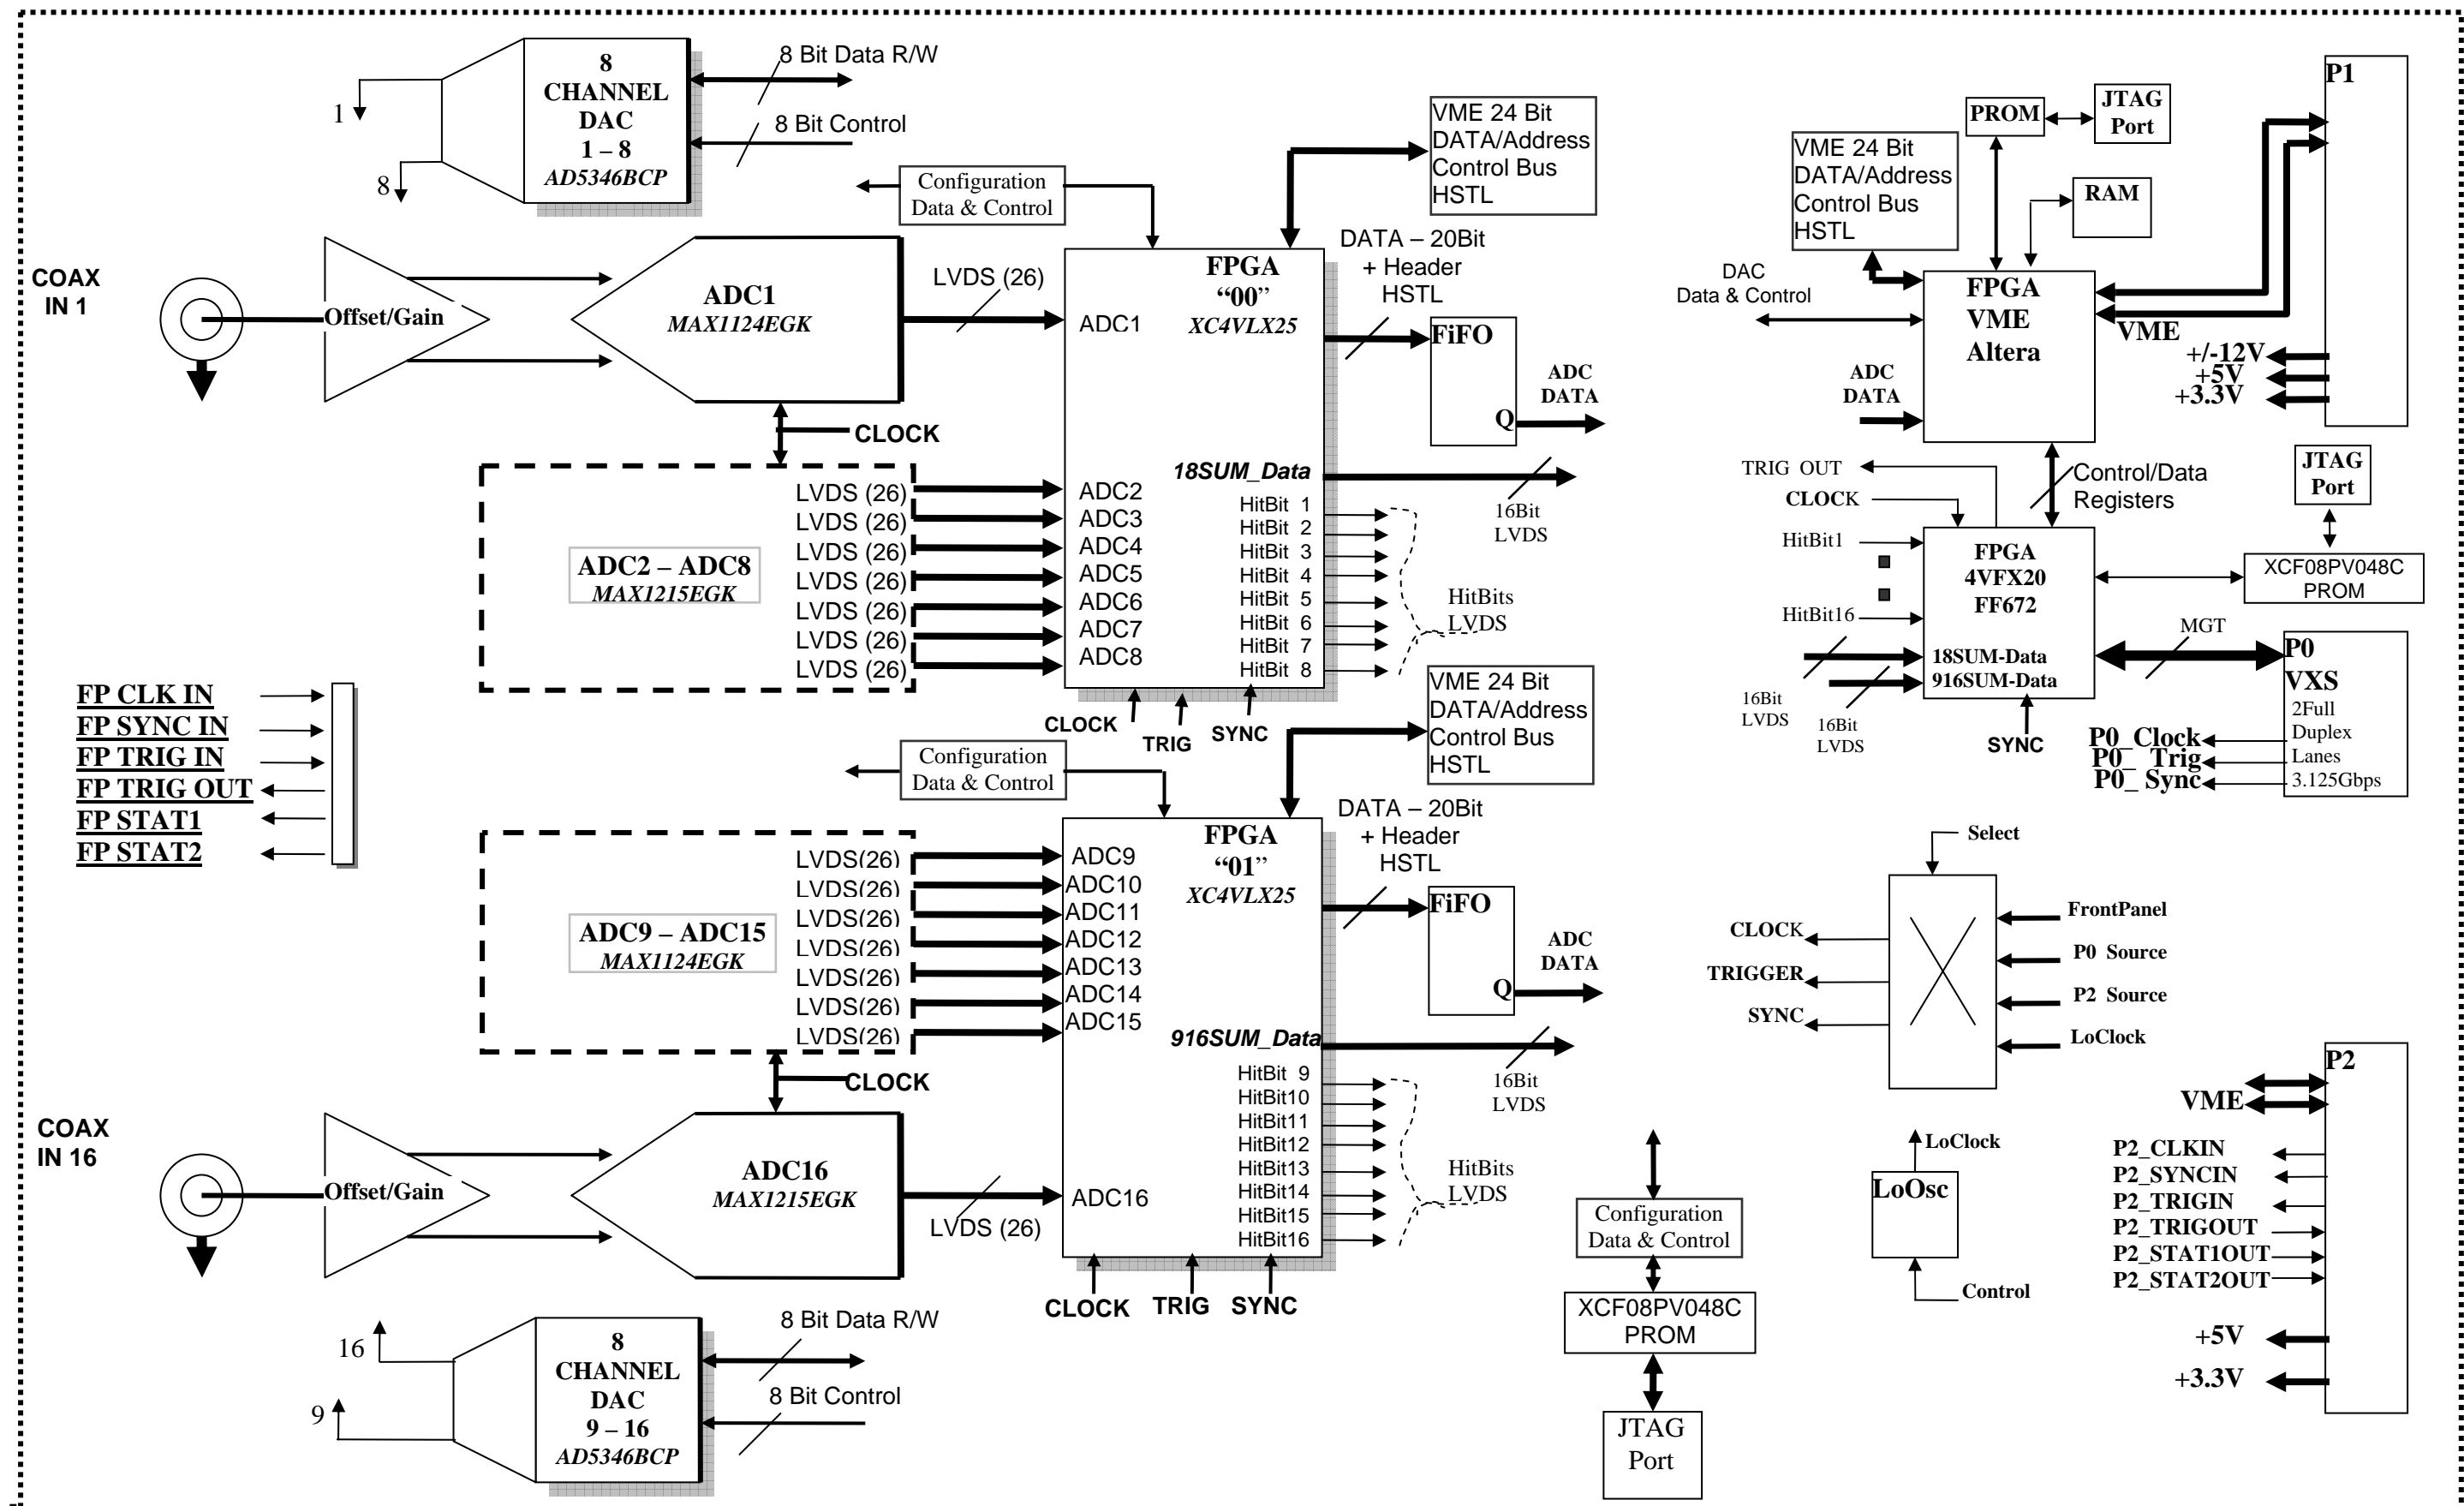 8
CHANNEL
DAC
1 – 8
AD5346BCP
1
8
8 Bit Data R/W
8 Bit Control
Configuration
Data & Control
VME 24 Bit
DATA/Address
Control Bus
HSTL
COAX
IN 1
Offset/Gain
ADC1
MAX1124EGK
LVDS (26)
CLOCK
FPGA
“00”
XC4VLX25
ADC1
ADC2
ADC3
ADC4
ADC5
ADC6
ADC7
ADC8
18SUM_Data
HitBit 1
HitBit 2
HitBit 3
HitBit 4
HitBit 5
HitBit 6
HitBit 7
HitBit 8
DATA – 20Bit
+ Header
HSTL
FiFO
Q
ADC
DATA
16Bit
LVDS
HitBits
LVDS
ADC2 – ADC8
MAX1215EGK
LVDS (26)
LVDS (26)
LVDS (26)
LVDS (26)
LVDS (26)
LVDS (26)
LVDS (26)
CLOCK
TRIG
SYNC
FP CLK IN
FP SYNC IN
FP TRIG IN
FP TRIG OUT
FP STAT1
FP STAT2
Configuration
Data & Control
VME 24 Bit
DATA/Address
Control Bus
HSTL
ADC9 – ADC15
MAX1124EGK
LVDS(26)
LVDS(26)
LVDS(26)
LVDS(26)
LVDS(26)
LVDS(26)
LVDS(26)
CLOCK
FPGA
“01”
XC4VLX25
ADC9
ADC10
ADC11
ADC12
ADC13
ADC14
ADC15
ADC16
916SUM_Data
HitBit 9
HitBit10
HitBit11
HitBit12
HitBit13
HitBit14
HitBit15
HitBit16
DATA – 20Bit
+ Header
HSTL
FiFO
Q
ADC
DATA
16Bit
LVDS
HitBits
LVDS
COAX
IN 16
Offset/Gain
ADC16
MAX1215EGK
LVDS (26)
CLOCK
TRIG
SYNC
16
9
8
CHANNEL
DAC
9 – 16
AD5346BCP
8 Bit Data R/W
8 Bit Control
Configuration
Data & Control
XCF08PV048C
PROM
JTAG
Port
VME 24 Bit
DATA/Address
Control Bus
HSTL
PROM
JTAG
Port
RAM
DAC
Data & Control
ADC
DATA
FPGA
VME
Altera
VME
P1
+/-12V
+5V
+3.3V
TRIG OUT
CLOCK
Control/Data
Registers
JTAG
Port
XCF08PV048C
PROM
HitBit1
HitBit16
FPGA
4VFX20
FF672
18SUM-Data
916SUM-Data
16Bit
LVDS
16Bit
LVDS
SYNC
MGT
P0
VXS
2Full
Duplex
Lanes
3.125Gbps
P0_Clock
P0_ Trig
P0_ Sync
Select
CLOCK
TRIGGER
SYNC
FrontPanel
P0 Source
P2 Source
LoClock
LoClock
LoOsc
Control
P2
VME
P2_CLKIN
P2_SYNCIN
P2_TRIGIN
P2_TRIGOUT
P2_STAT1OUT
P2_STAT2OUT
+5V
+3.3V